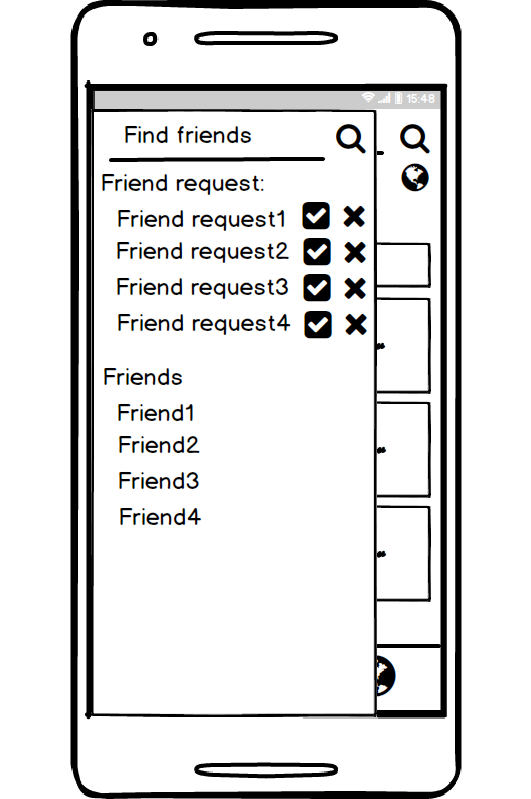 15:48
Find friends
Friend request:
Friend request1
Friend request2
Friend request3
Friend request4
Friends
Friend1
Friend2
Friend3
Friend4